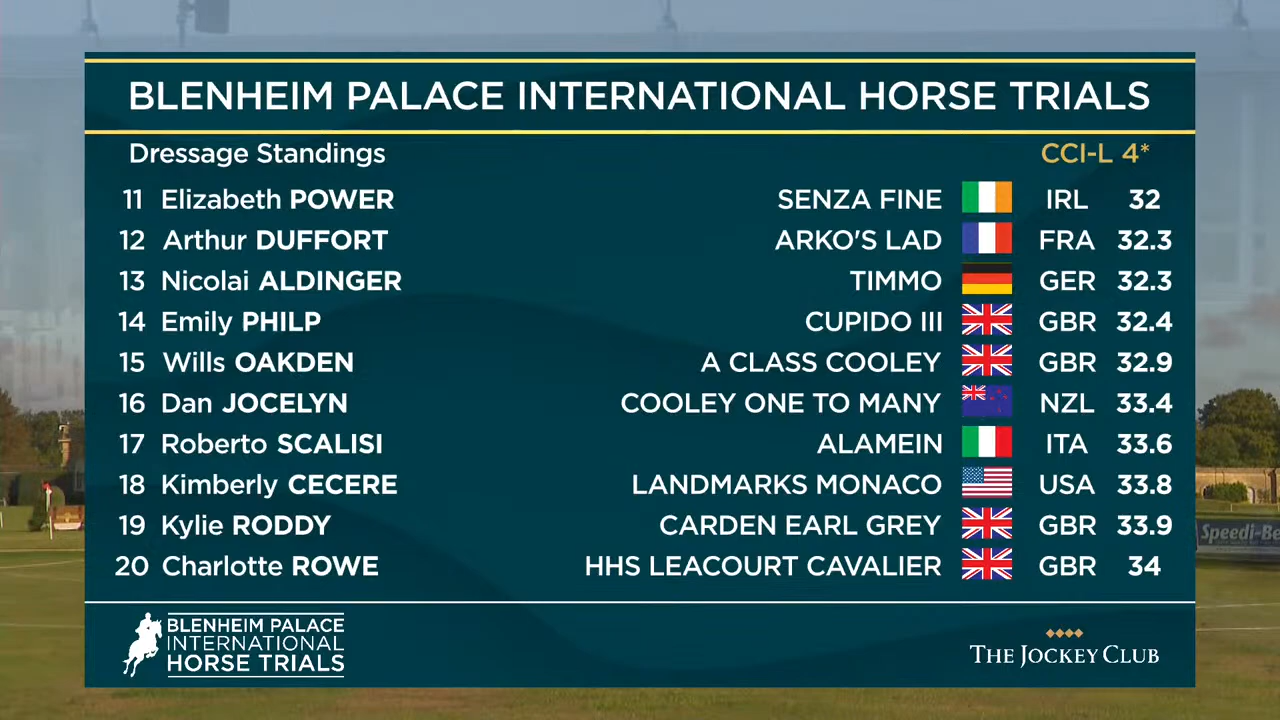 BLENHEIM PALACE INTERNATIONAL HORSE TRIALS
Dressage Standings CCI-L 4*
11 Elizabeth POWER SENZA FINE IRL 32
12 Arthur DUFFORT ARKO'S LAD FRA 32.3
13 Nicolai ALDINGER TIMMO GER 32.3
14 Emily PHILP CUPIDO III GBR 32.4
15 Wills OAKDEN A CLASS COOLEY GBR 32.9
16 Dan JOCELYN COOLEY ONE TO MANY NZL 33.4
17 Roberto SCALISI ALAMEIN ITA 33.6
18 Kimberly CECERE LANDMARKS MONACO USA 33.8
19 Kylie RODDY CARDEN EARL GREY GBR 33.9
20 Charlotte ROWE HHS LEACOURT CAVALIER GBR 34
BLENHEIM PALACE
INTERNATIONAL
HORSE TRIALS
THE JOCKEY CLUB
Speedi-Be